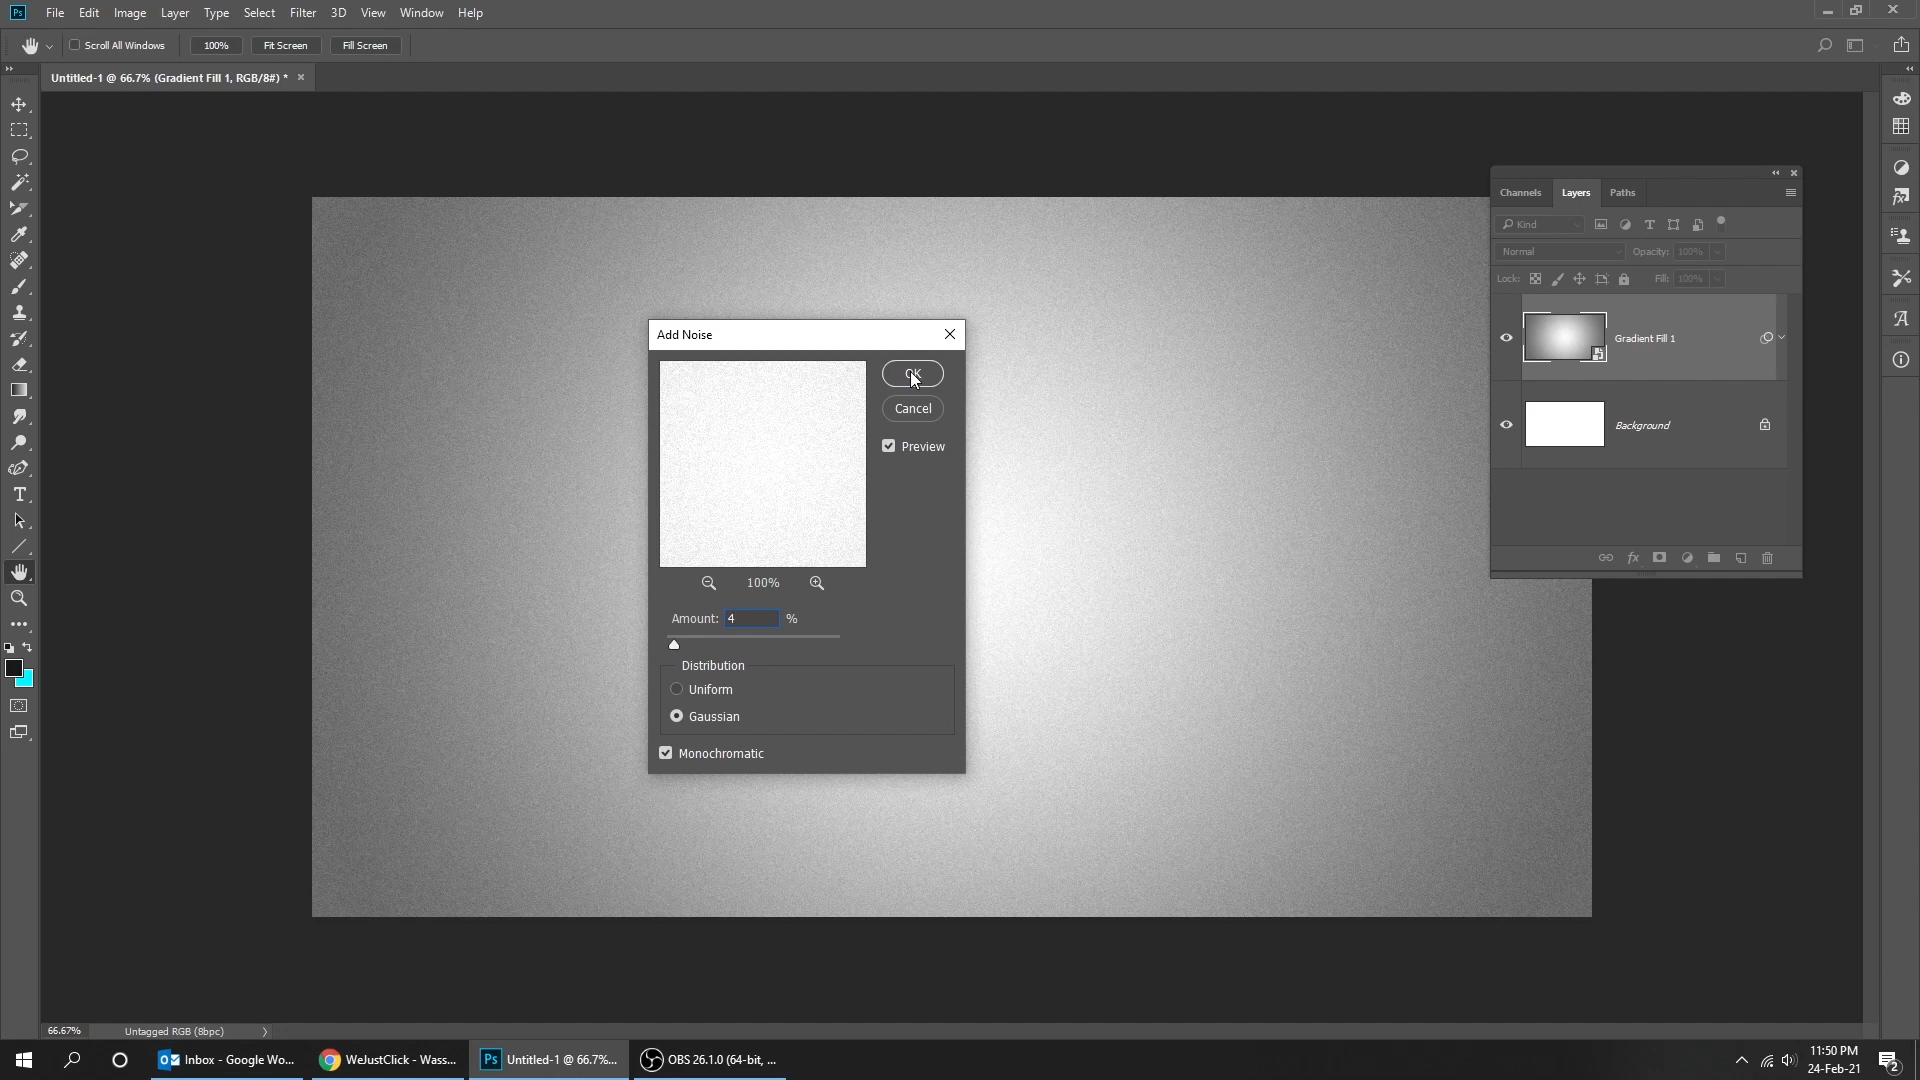 Ps File Edit Image Layer Type Select Filter 3D View Window Help
Scroll All Windows 100% Fit Screen Fill Screen
Untitled-1 @ 66.7% (Gradient Fill 1, RGB/8#) *
Channels Layers Paths
Kind
Normal Opacity: 100%
Lock: Fill: 100%
Gradient Fill 1
Background
Add Noise
OK
Cancel
Preview
100%
Amount: 4 %
Distribution
Uniform
Gaussian
Monochromatic
66.67% Untagged RGB (8bpc)
Inbox - Google Wo...
WeJustClick - Wass...
Ps Untitled-1 @ 66.7%...
OBS 26.1.0 (64-bit, ...
11:50 PM
24-Feb-21
2